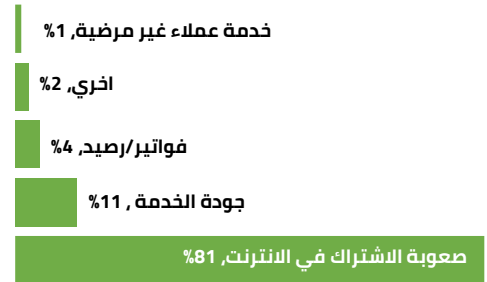 خدمة عملاء غير مرضية, 1%
اخري, 2%
فواتير/رصيد, 4%
جودة الخدمة , 11%
صعوبة الاشتراك في الانترنت, 81%